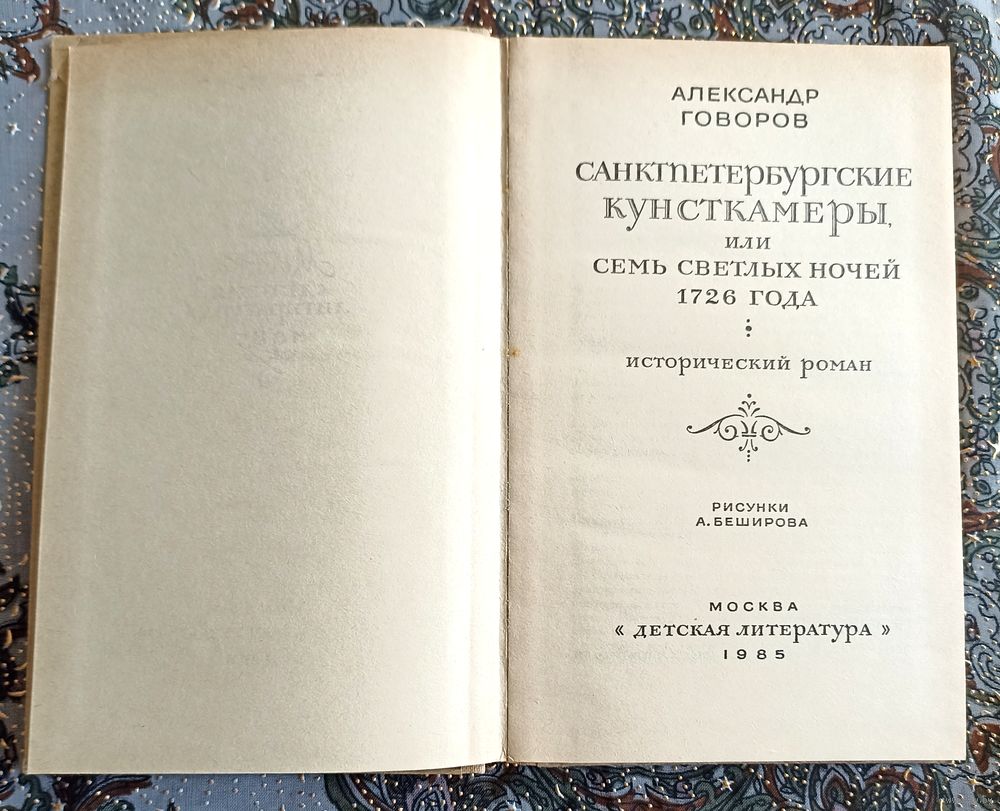 АЛЕКСАНДР
ГОВОРОВ
САНКТПЕТЕРБУРГСКИЕ
КУНСТКАМЕРЫ,
ИЛИ
СЕМЬ СВЕТЛЫХ НОЧЕЙ
1726 ГОДА
ИСТОРИЧЕСКИЙ РОМАН
РИСУНКИ
А. БЕШИРОВА
МОСКВА
« ДЕТСКАЯ ЛИТЕРАТУРА »
1985